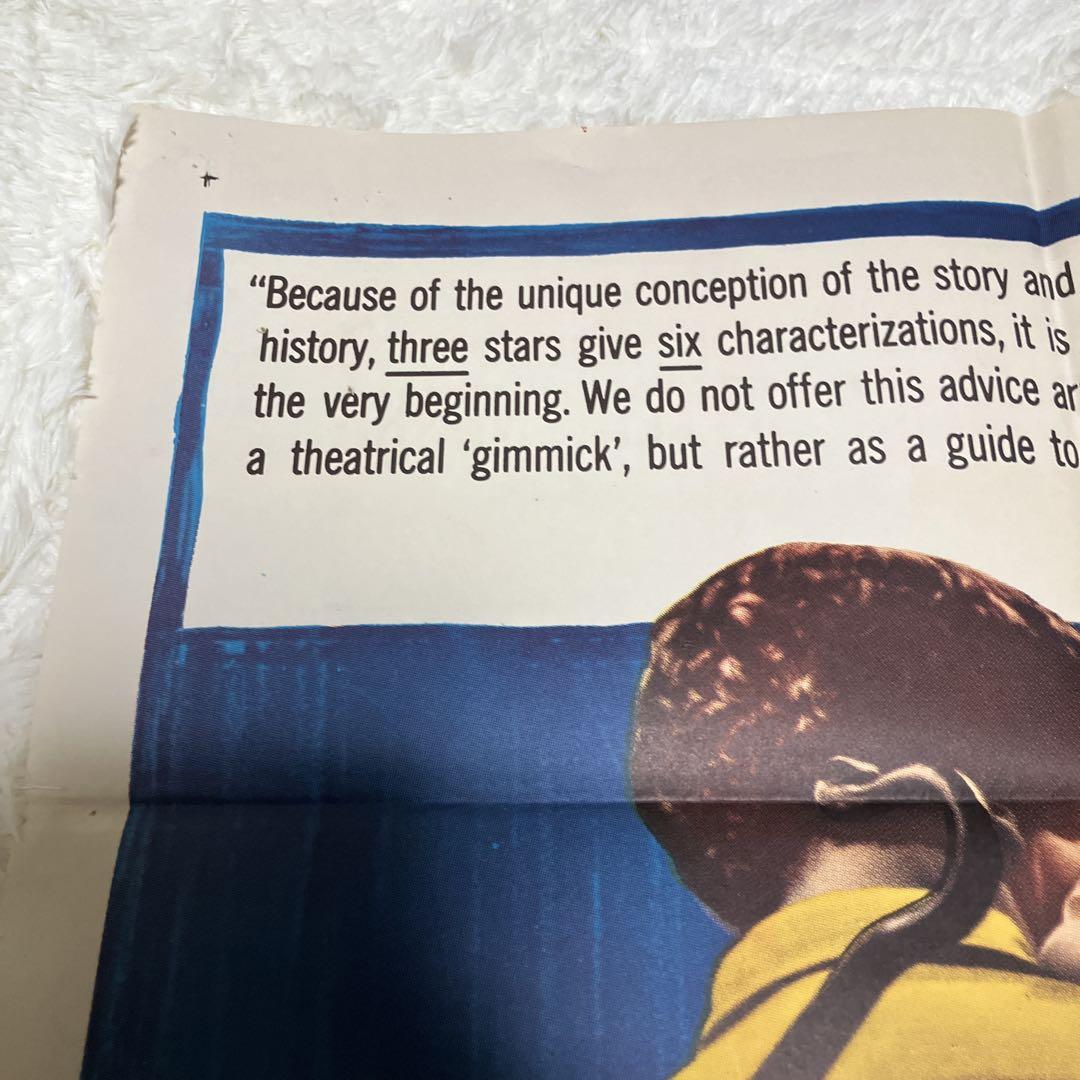 “Because of the unique conception of the story and
history, three stars give six characterizations, it is
the very beginning. We do not offer this advice
a theatrical ‘gimmick’, but rather as a guide to